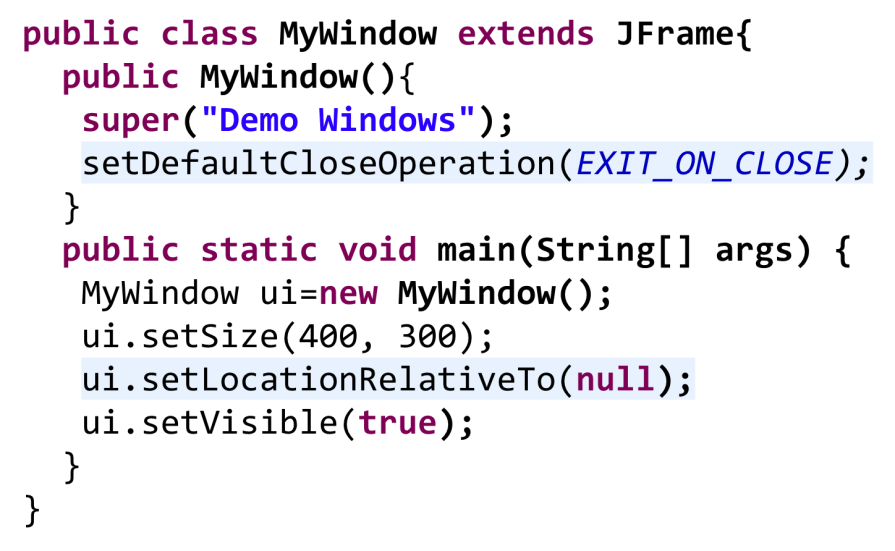 public class MyWindow extends JFrame{
public MyWindow(){
super("Demo Windows");
setDefaultCloseOperation(EXIT_ON_CLOSE);
}
public static void main(String[] args) {
MyWindow ui=new MyWindow();
ui.setSize(400, 300);
ui.setLocationRelativeTo(null);
ui.setVisible(true);
}
}